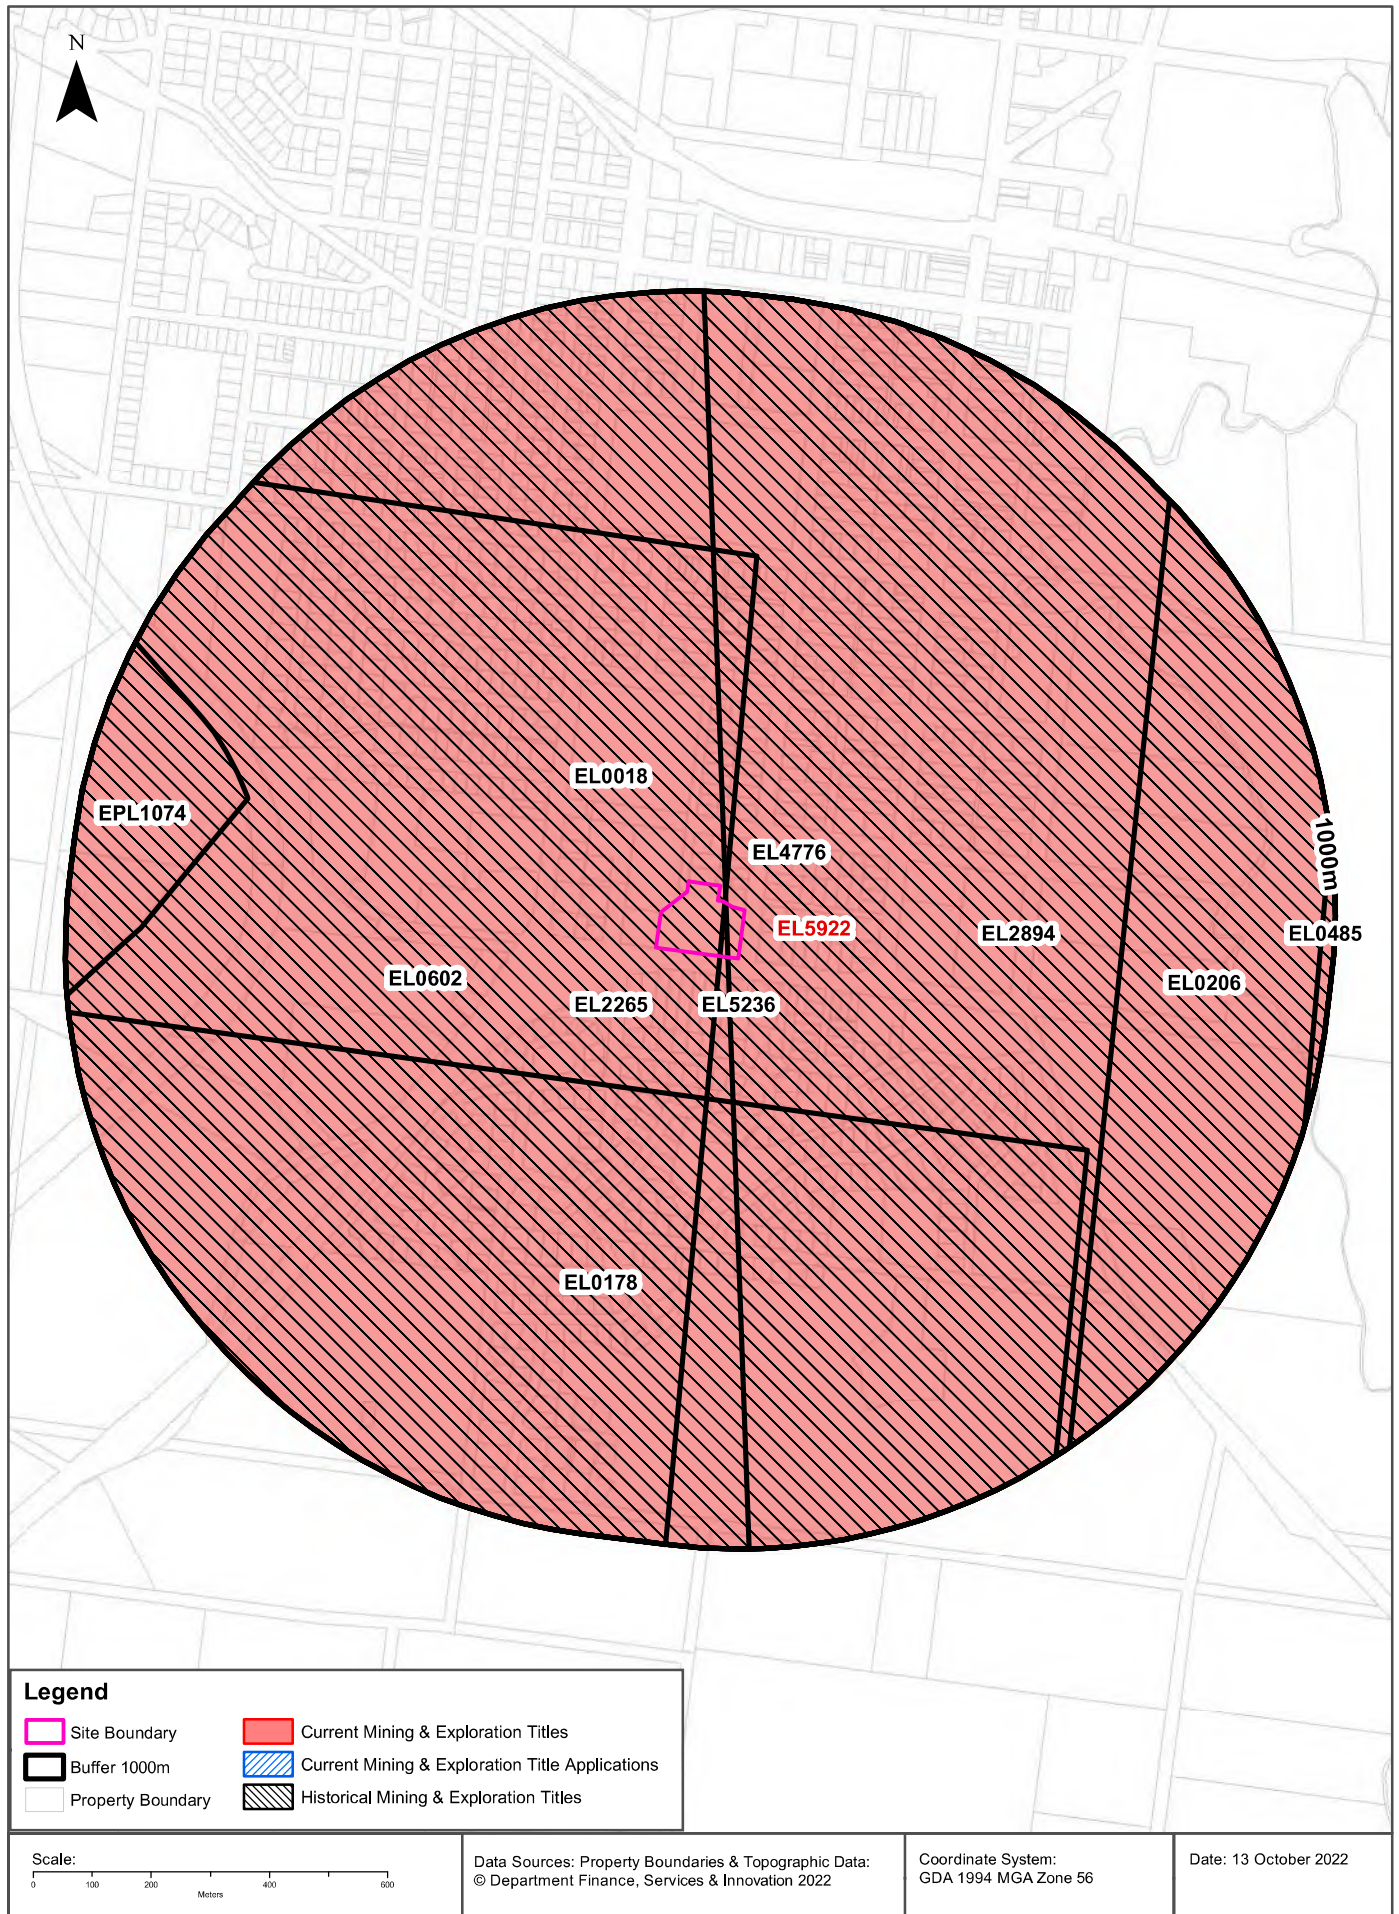 N
EL0018
EPL1074
EL4776
1000m
EL5922
EL2894
EL0485
EL0602
EL0206
EL2265
EL5236
EL0178
Legend
Site Boundary
Buffer 1000m
Property Boundary
Current Mining & Exploration Titles
Current Mining & Exploration Title Applications
Historical Mining & Exploration Titles
Scale:
0 100 200 400 600
Meters
Data Sources: Property Boundaries & Topographic Data:
© Department Finance, Services & Innovation 2022
Coordinate System:
GDA 1994 MGA Zone 56
Date: 13 October 2022